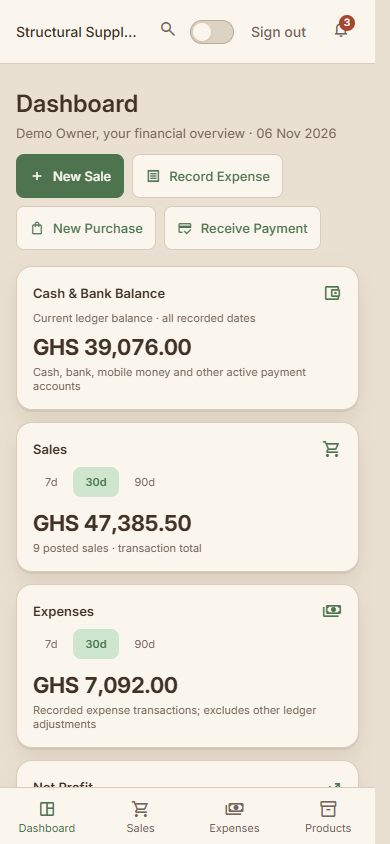 Structural Suppl...
Sign out
3
Dashboard
Demo Owner, your financial overview · 06 Nov 2026
New Sale
Record Expense
New Purchase
Receive Payment
Cash & Bank Balance
Current ledger balance · all recorded dates
GHS 39,076.00
Cash, bank, mobile money and other active payment
accounts
Sales
7d 30d 90d
GHS 47,385.50
9 posted sales · transaction total
Expenses
7d 30d 90d
GHS 7,092.00
Recorded expense transactions; excludes other ledger
adjustments
Net Profit
Dashboard Sales Expenses Products